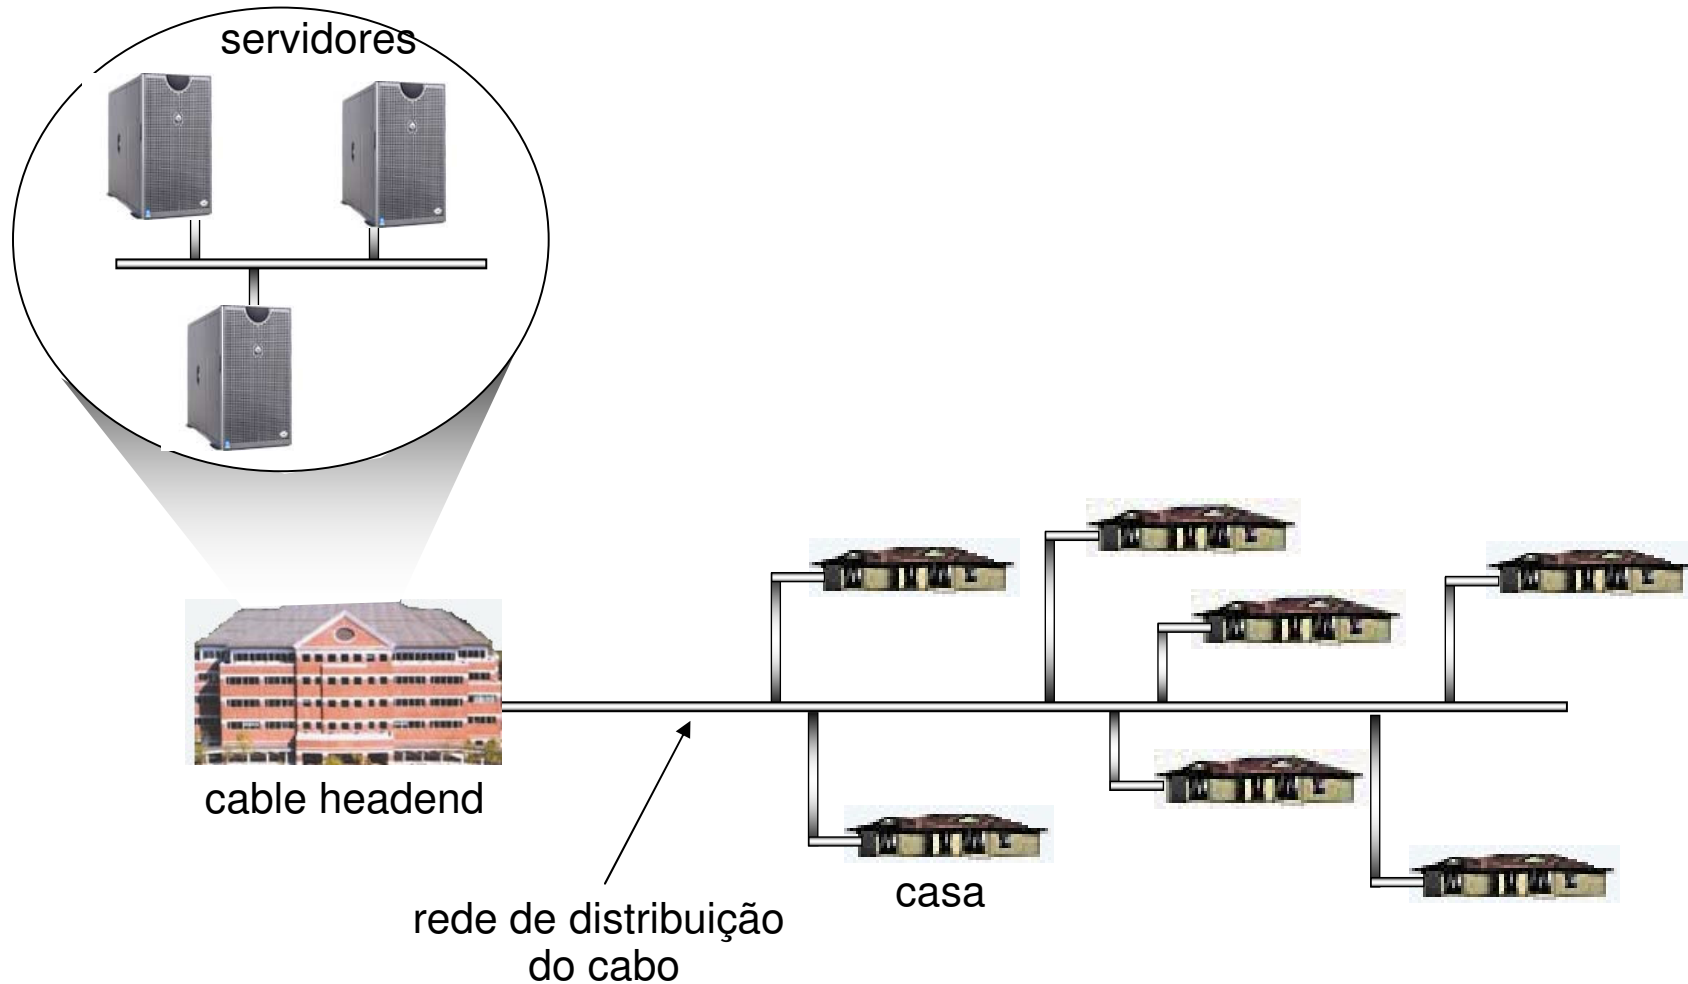 servidores
cable headend
casa
rede de distribuição
do cabo